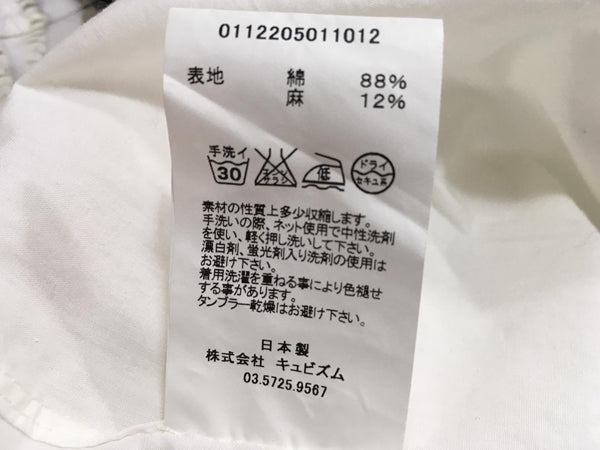 0112205011012
表地 綿 88%
麻 12%
手洗イ
30
エンソ
サラシ
低
ドライ
セキユ系
素材の性質上多少収縮します。
手洗いの際、ネット使用で中性洗剤
を使い、軽く押し洗いして下さい。
漂白剤、蛍光剤入り洗剤の使用は
お避け下さい。
着用洗濯を重ねる事により色褪せ
する事があります。
タンブラー乾燥はお避け下さい。
日本製
株式会社 キュビズム
03.5725.9567